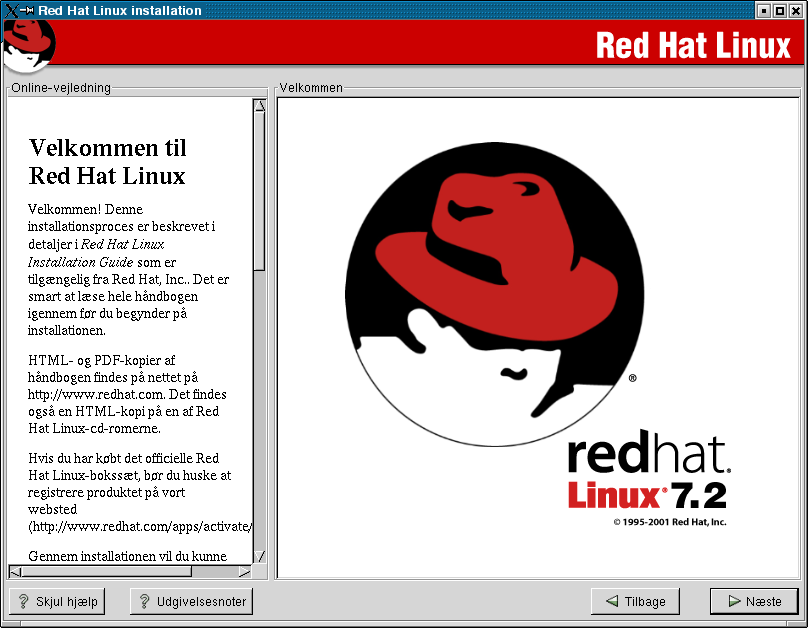 Red Hat Linux installation
Red Hat Linux
Online-vejledning
Velkommen til
Red Hat Linux
Velkommen! Denne
installationsproces er beskrevet i
detaljer i Red Hat Linux
Installation Guide som er
tilgængelig fra Red Hat, Inc.. Det er
smart at læse hele håndbogen
igennem før du begynder på
installationen.
HTML- og PDF-kopier af
håndbogen findes på nettet på
http://www.redhat.com. Det findes
også en HTML-kopi på en af Red
Hat Linux-cd-romerne.
Hvis du har købt det officielle Red
Hat Linux-bokssæt, bør du huske at
registrere produktet på vort
websted
(http://www.redhat.com/apps/activate/
Gennem installationen vil du kunne
Velkommen
®
redhat.
Linux® 7.2
© 1995-2001 Red Hat, Inc.
? Skjul hjælp
? Udgivelsesnoter
Tilbage
Næste